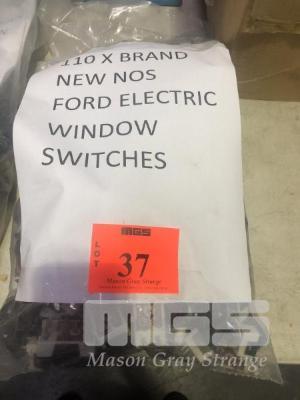 110 X BRAND
NEW NOS
FORD ELECTRIC
WINDOW
SWITCHES
MGS
LOT
37
Mason Gray Strange
MGS
Mason Gray Strange